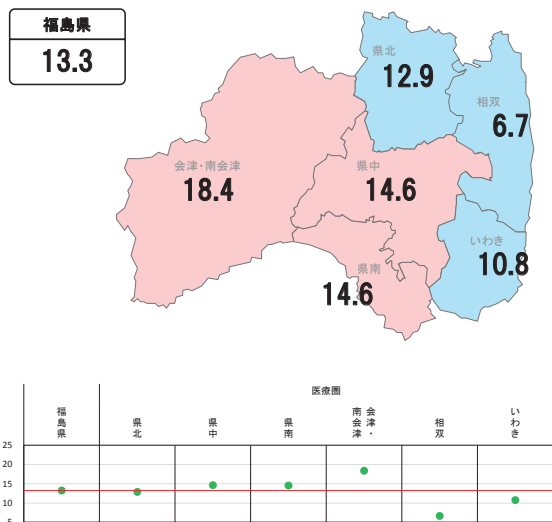 福島県
13.3
県北
12.9
相双
6.7
会津・南会津
18.4
県中
14.6
いわき
10.8
県南
14.6
医療圏
福島県
県北
県中
県南
会津・
南会津
相双
いわき
25
20
15
10
5